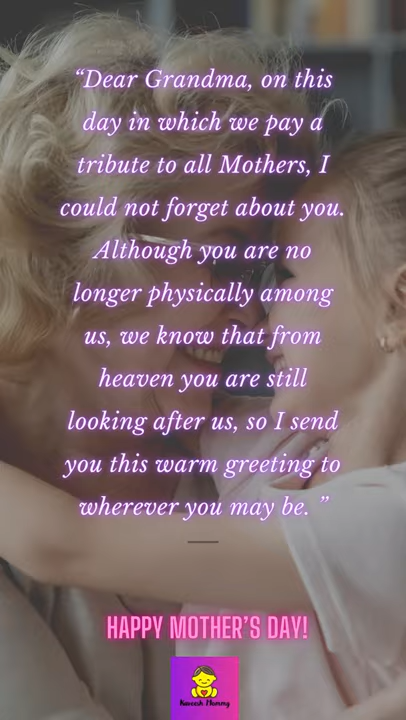 “Dear Grandma, on this
day in which we pay a
tribute to all Mothers, I
could not forget about you.
Although you are no
longer physically among
us, we know that from
heaven you are still
looking after us, so I send
you this warm greeting to
wherever you may be. ”
HAPPY MOTHER'S DAY!
Kaveesh Mommy